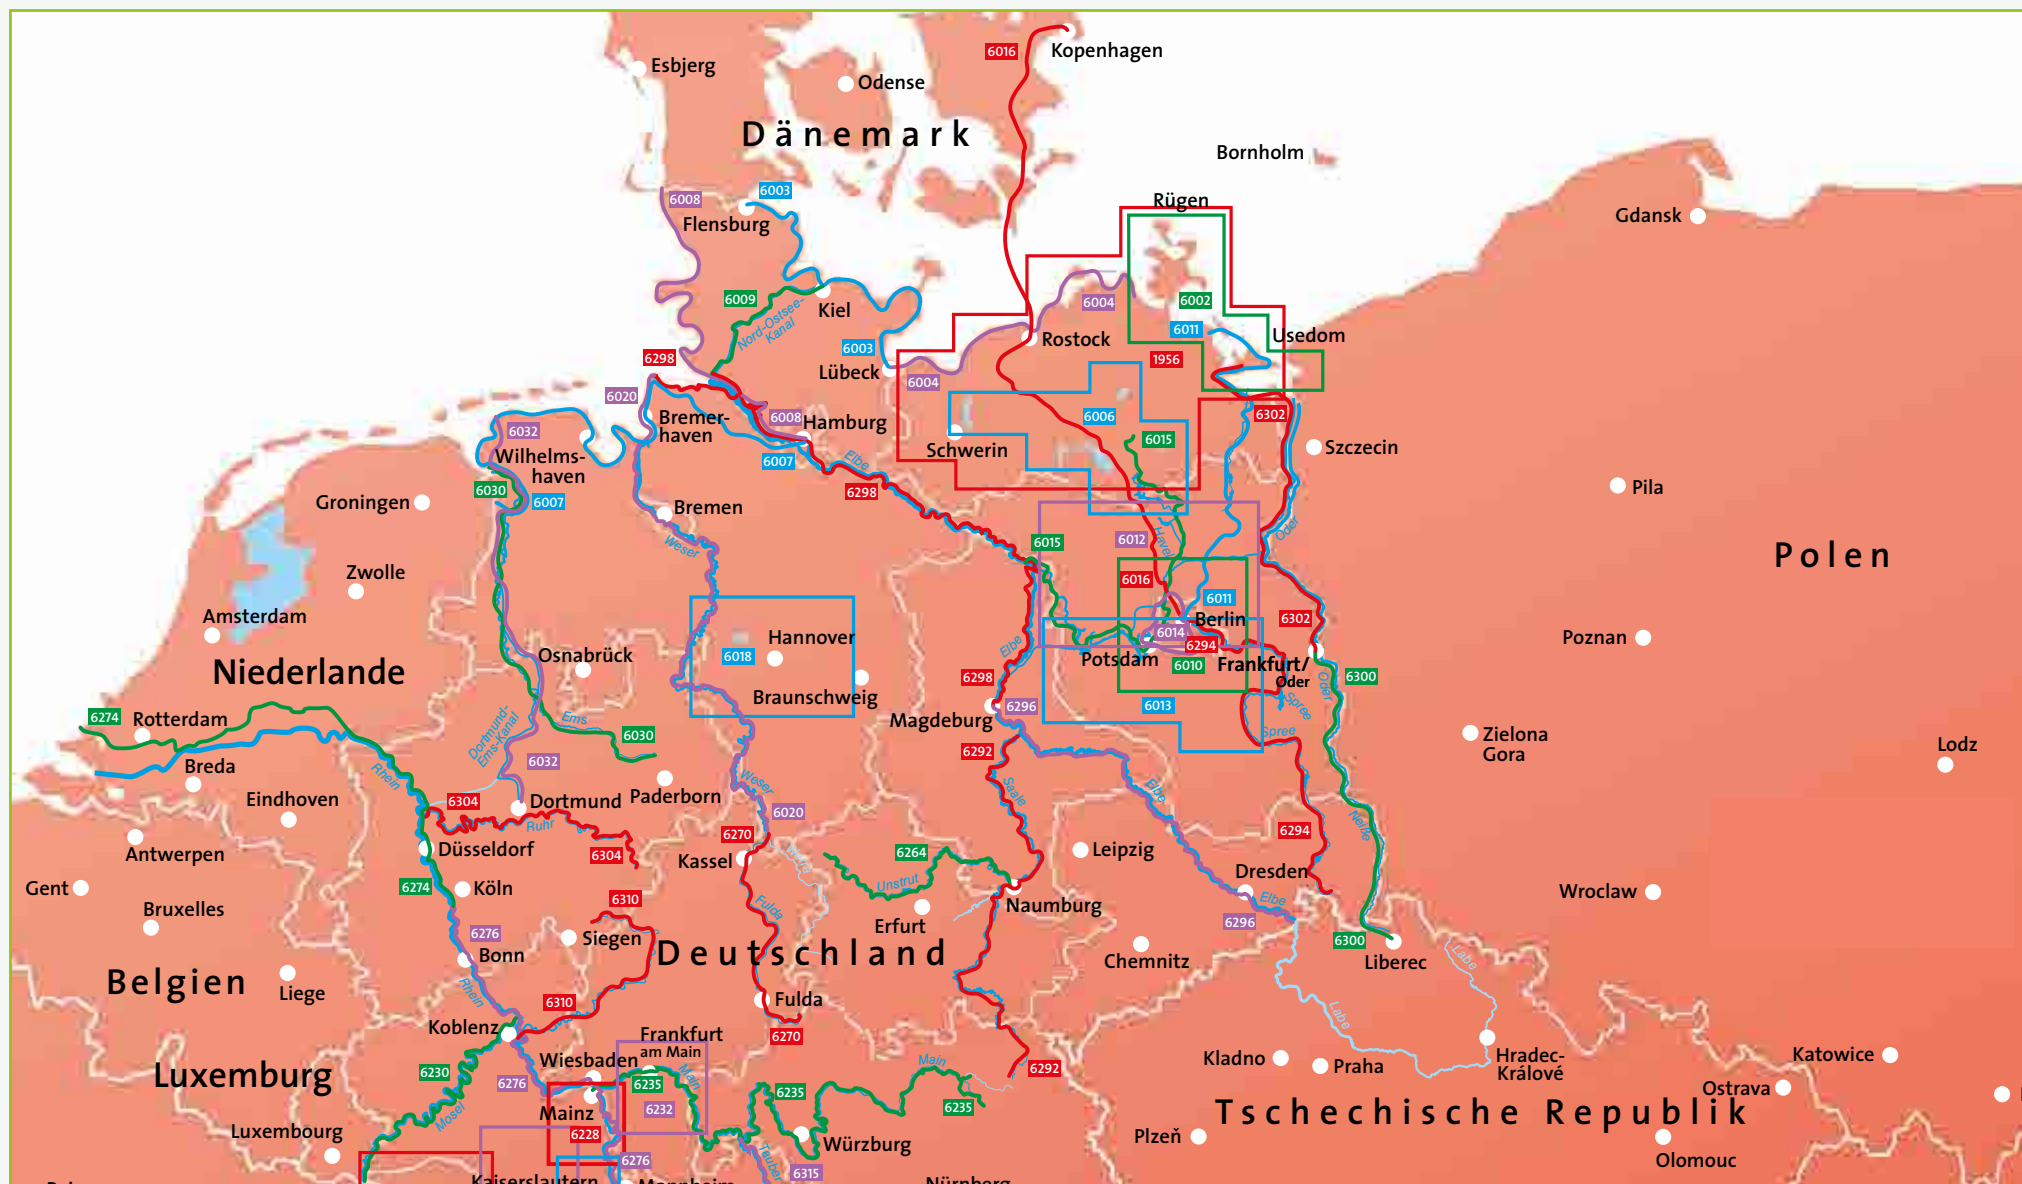 6016
Kopenhagen
Esbjerg
Odense
Dänemark
Bornholm
6008
6003
Flensburg
Rügen
Gdansk
6009
Nord-Ostsee-
Kanal
Kiel
6004
6002
6011
Usedom
6003
Lübeck
Rostock
1956
6298
6004
6020
Bremer-
haven
6008
Hamburg
6006
6302
6032
Wilhelms-
haven
6007
Elbe
Schwerin
6015
Szczecin
Groningen
6030
6007
6298
Pila
Bremen
Weser
6015
6012
Havel
Oder
Polen
Zwolle
6016
6011
Amsterdam
Berlin
6302
Hannover
6018
Elbe
6014
6294
Poznan
Niederlande
Osnabrück
Potsdam
6010
Frankfurt/
Oder
Oder
6300
6298
Braunschweig
6274
Rotterdam
Ems
6296
Magdeburg
6013
Spree
Spree
Dortmund-
Ems-Kanal
6030
6292
Zielona
Gora
Lodz
Breda
Rhein
6032
Weser
Saale
Elbe
Eindhoven
6304
Dortmund
Paderborn
6020
Ruhr
6270
6294
Neiße
Antwerpen
Düsseldorf
6304
Kassel
Werra
6264
Leipzig
Gent
6274
Köln
Unstrut
Dresden
Wroclaw
Bruxelles
6310
Fulda
Erfurt
Naumburg
Elbe
6296
6276
Siegen
Deutschland
6300
Bonn
Chemnitz
Liberec
Labe
Belgien
Liege
Rhein
6310
Fulda
Labe
Koblenz
Frankfurt
am Main
6270
Wiesbaden
Kladno
Praha
Hradec-
Králové
Katowice
Luxemburg
6230
6276
6235
Main
6235
Main
6292
Ostrava
Mosel
Mainz
6232
6235
Tschechische Republik
Luxembourg
6228
Würzburg
Plzeň
6276
Tauber
6315
Olomouc
Kaiserslautern
Mannheim
Nürnberg